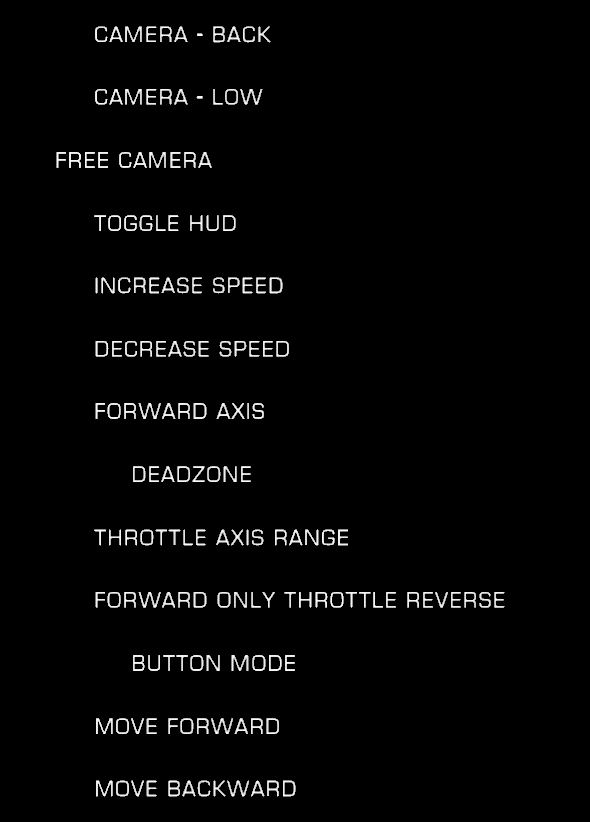 CAMERA - BACK
CAMERA - LOW
FREE CAMERA
TOGGLE HUD
INCREASE SPEED
DECREASE SPEED
FORWARD AXIS
DEADZONE
THROTTLE AXIS RANGE
FORWARD ONLY THROTTLE REVERSE
BUTTON MODE
MOVE FORWARD
MOVE BACKWARD